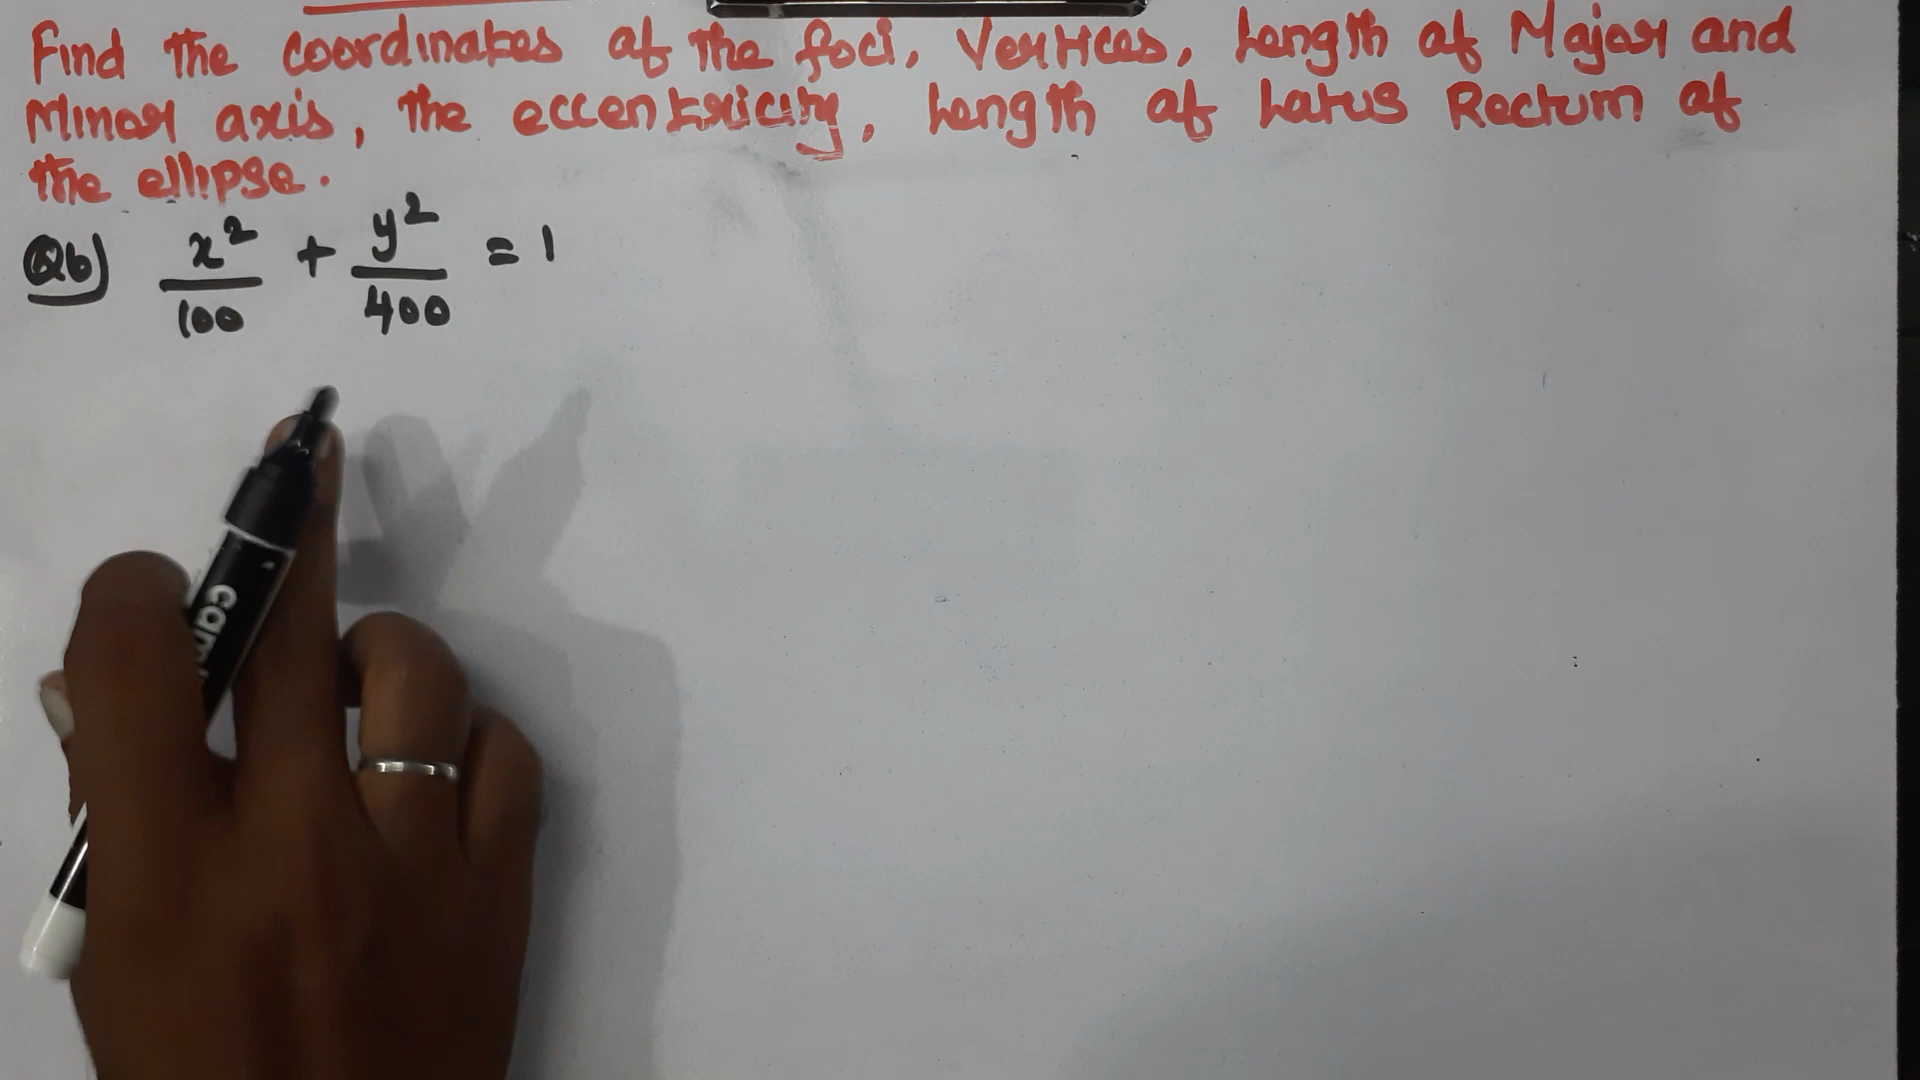 Find the coordinates of the foci, Vertices, Length of Major and
Minor axis, the eccentricity, Length of Latus Rectum of
the ellipse.
Q6) x²/100 + y²/400 = 1
cam